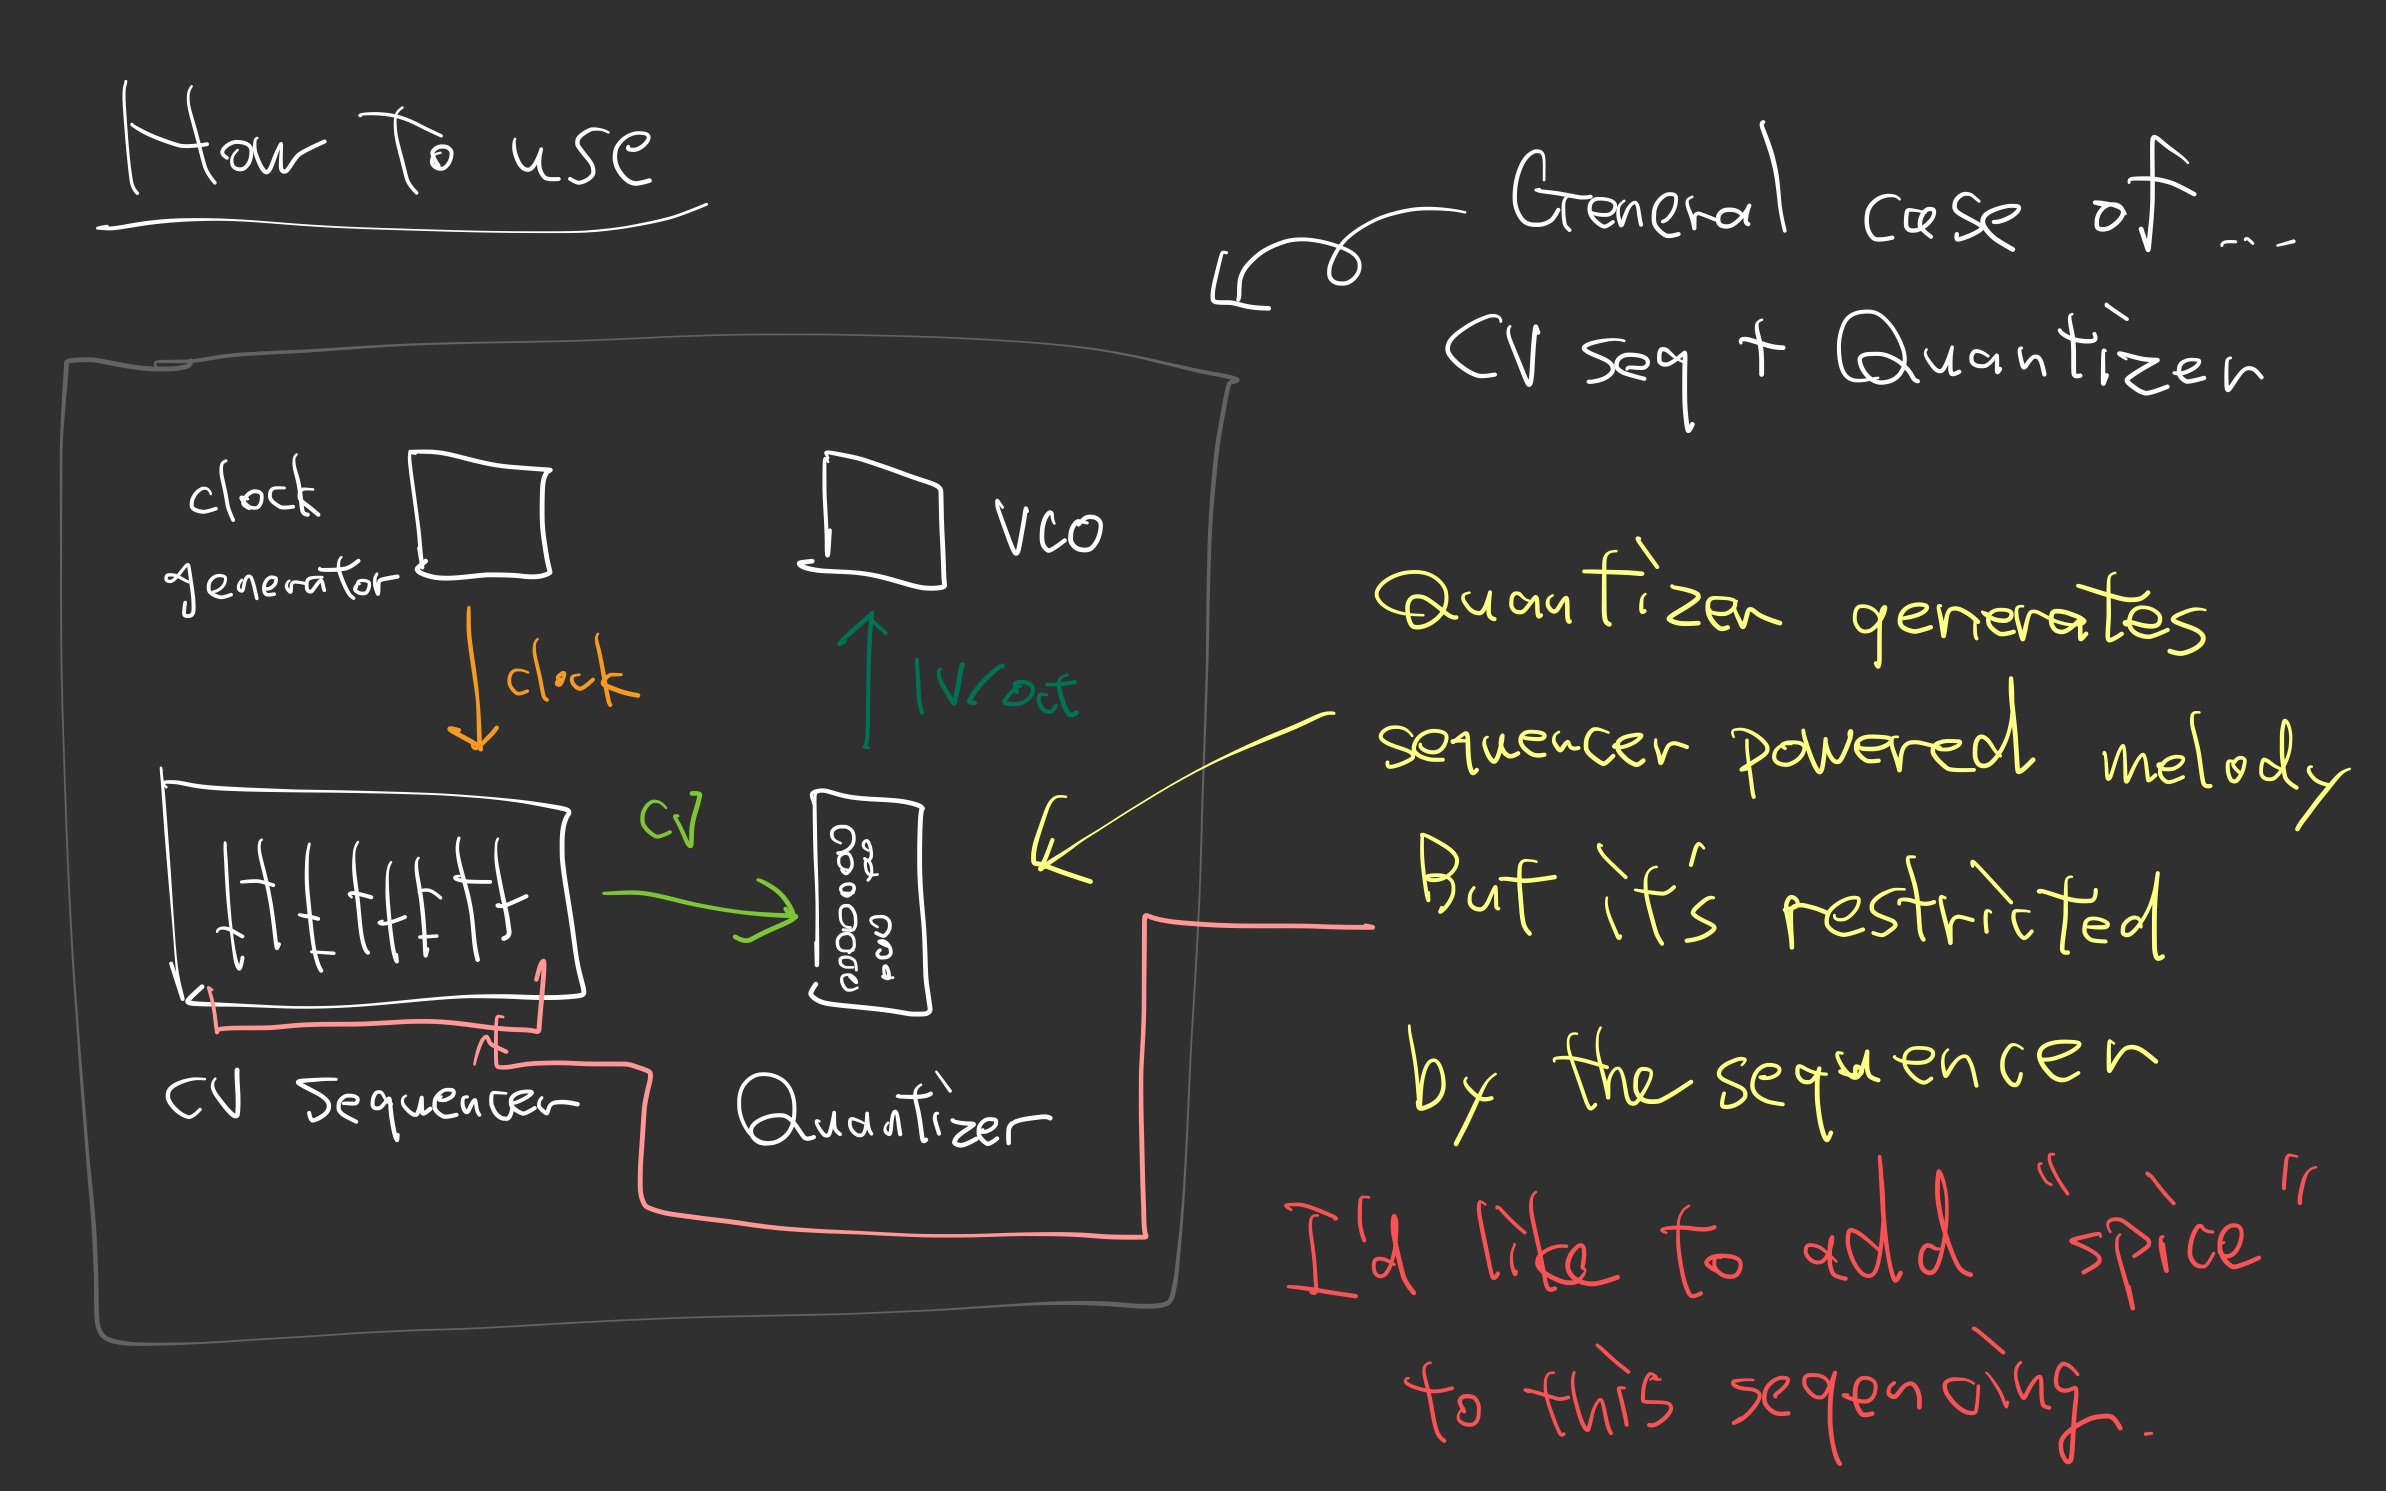 How To use
General case of...
CV seq + Quantizer
clock
generator
VCO
clock
1V/oct
CV
CV Sequencer
Quantizer
Quantizer generates
sequencer powered melody
But it's restricted
by the sequencer
I'd like to add "spice"
to this seqencing.